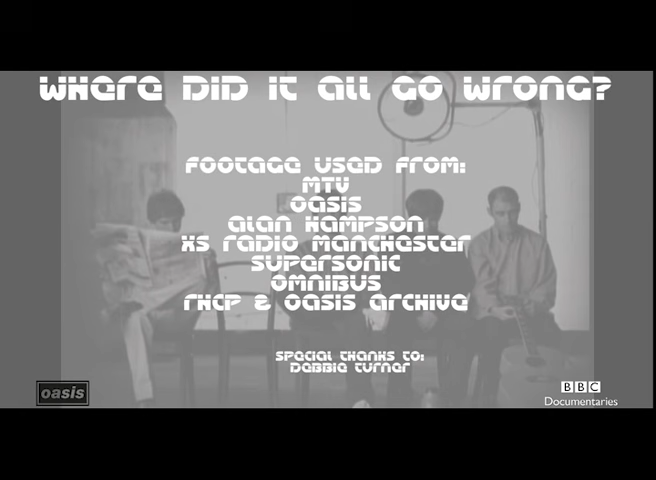 WHERE DID IT ALL GO WRONG?
FOOTAGE USED FROM:
MTV
OASIS
ALAN HAMPSON
XS RADIO MANCHESTER
SUPERSONIC
OMNIBUS
RHCP & OASIS ARCHIVE
SPECIAL THANKS TO:
DEBBIE TURNER
oasis
BBC
Documentaries